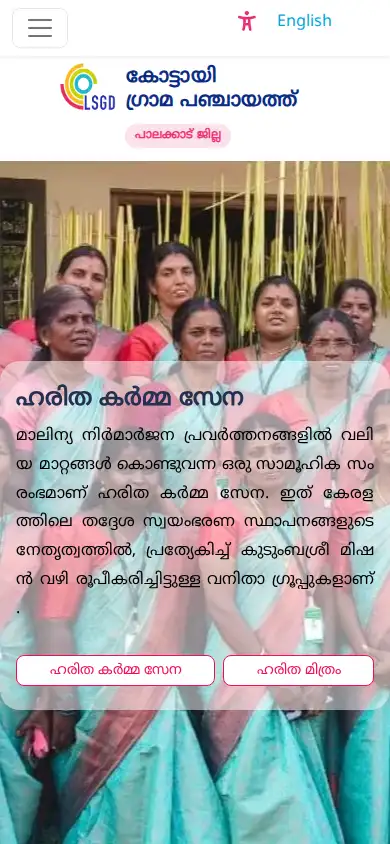 English
LSGD
കോട്ടായി
ഗ്രാമ പഞ്ചായത്ത്
പാലക്കാട് ജില്ല
ഹരിത കർമ്മ സേന
മാലിന്യ നിർമാർജന പ്രവർത്തനങ്ങളിൽ വലി
യ മാറ്റങ്ങൾ കൊണ്ടുവന്ന ഒരു സാമൂഹിക സം
രംഭമാണ് ഹരിത കർമ്മ സേന. ഇത് കേരള
ത്തിലെ തദ്ദേശ സ്വയംഭരണ സ്ഥാപനങ്ങളുടെ
നേതൃത്വത്തിൽ, പ്രത്യേകിച്ച് കുടുംബശ്രീ മിഷ
ൻ വഴി രൂപീകരിച്ചിട്ടുള്ള വനിതാ ഗ്രൂപ്പുകളാണ്
.
ഹരിത കർമ്മ സേന
ഹരിത മിത്രം